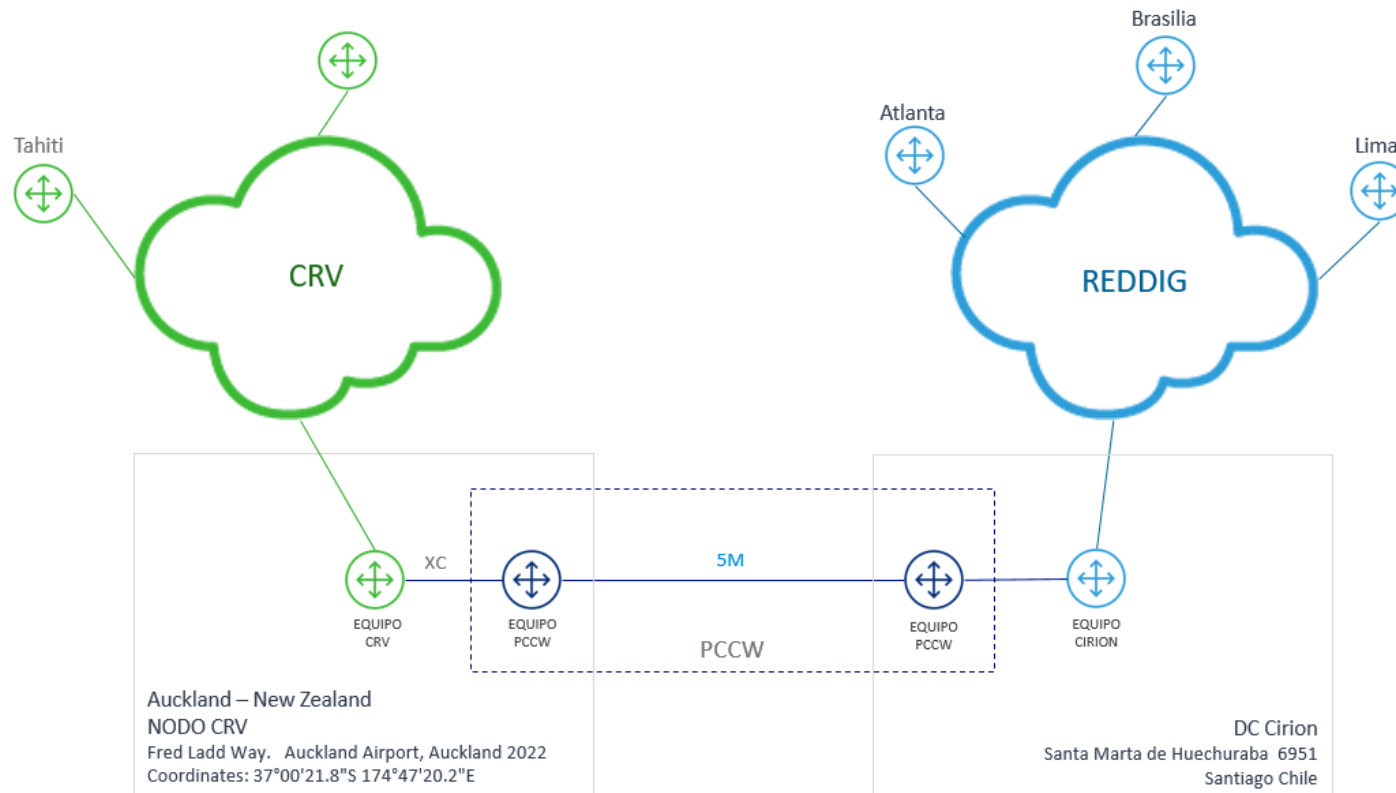 Brasilia
Atlanta
Tahiti
Lima
CRV
REDDIG
XC
5M
EQUIPO
CRV
EQUIPO
PCCW
PCCW
EQUIPO
PCCW
EQUIPO
CIRION
Auckland – New Zealand
NODO CRV
Fred Ladd Way.   Auckland Airport, Auckland 2022
Coordinates: 37°00'21.8"S 174°47'20.2"E
DC Cirion
Santa Marta de Huechuraba  6951
Santiago Chile